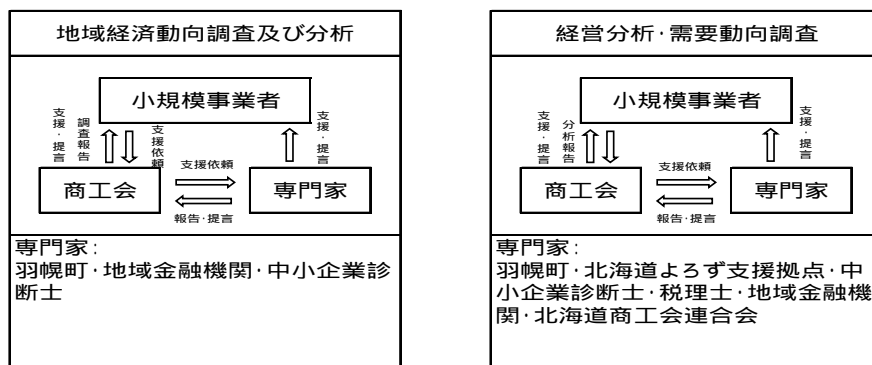 地域経済動向調査及び分析
小規模事業者
支援・提言
調査報告
支援依頼
支援・提言
商工会
支援依頼
報告・提言
専門家
専門家：
羽幌町・地域金融機関・中小企業診
断士
経営分析・需要動向調査
小規模事業者
支援・提言
分析報告
支援・提言
商工会
支援依頼
報告・提言
専門家
専門家：
羽幌町・北海道よろず支援拠点・中
小企業診断士・税理士・地域金融機
関・北海道商工会連合会